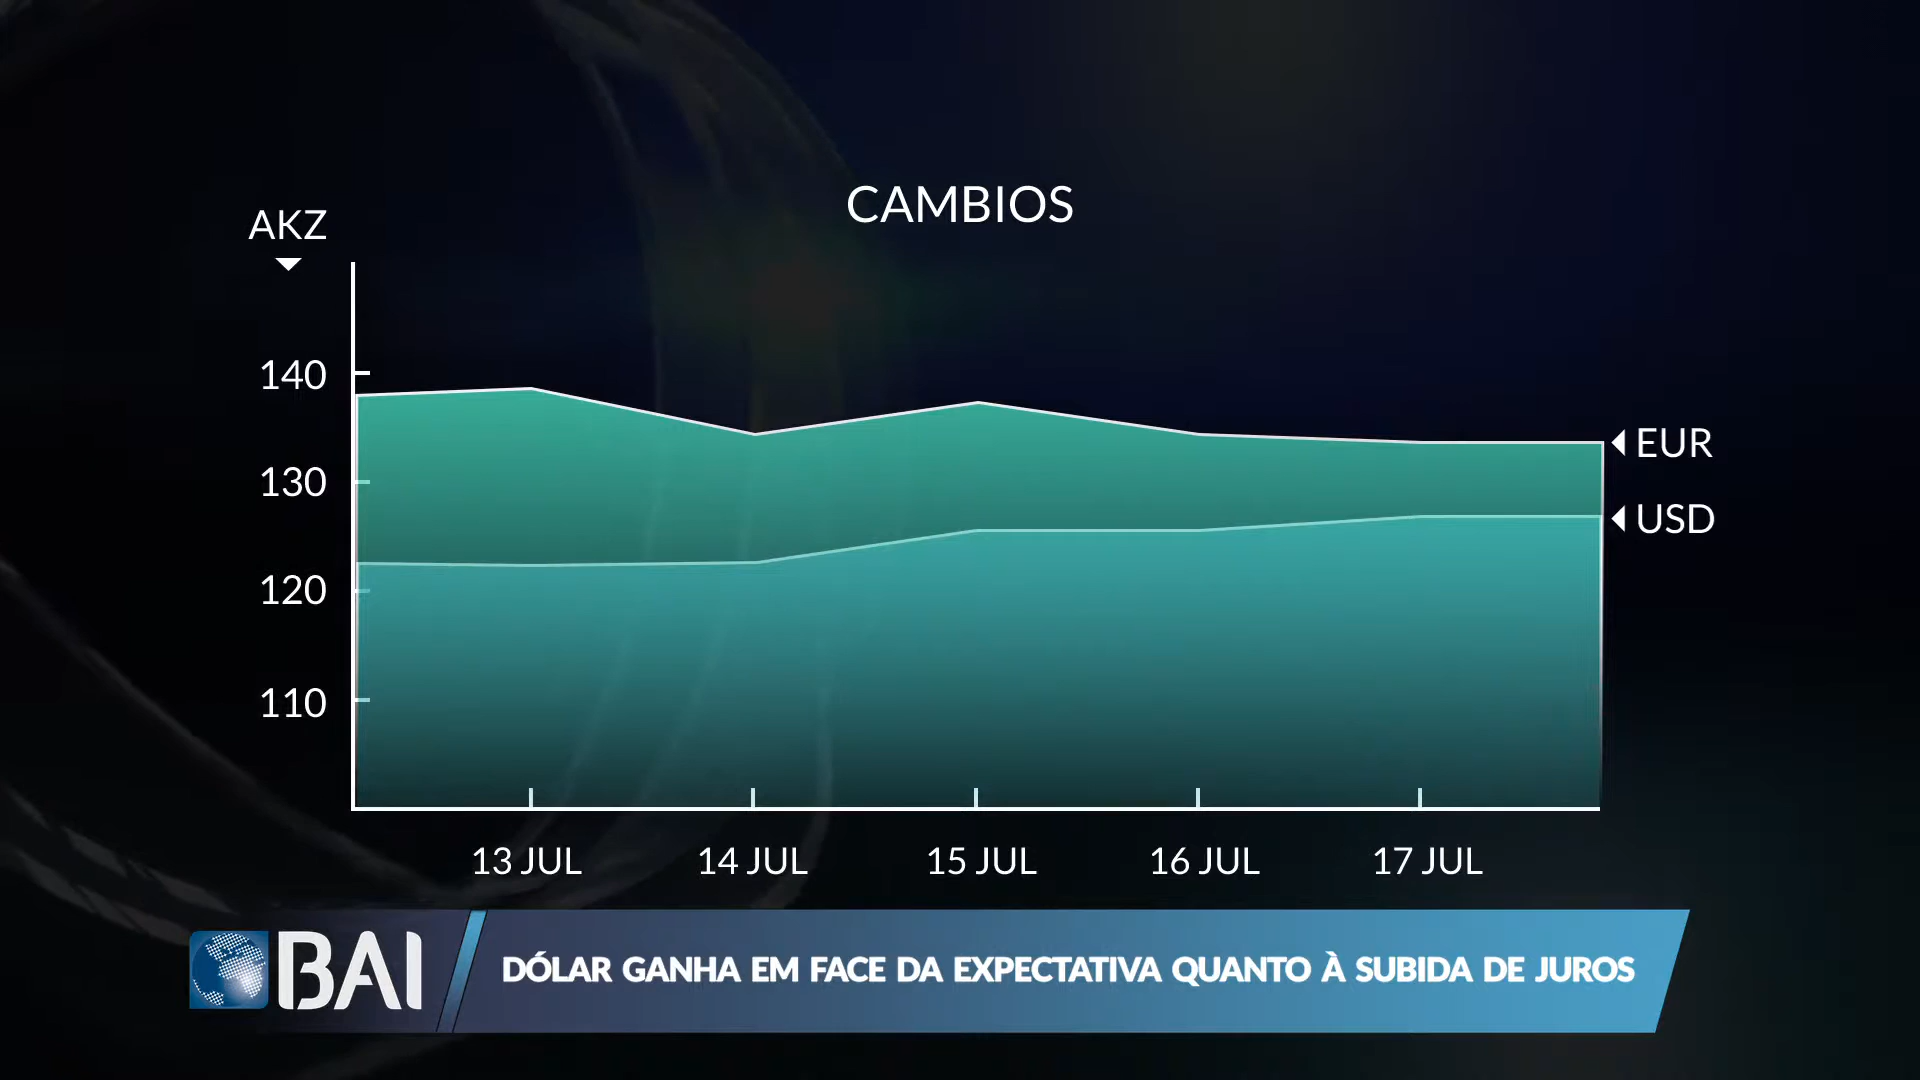 CAMBIOS
AKZ
140
130
120
110
EUR
USD
13 JUL
14 JUL
15 JUL
16 JUL
17 JUL
BAI
DÓLAR GANHA EM FACE DA EXPECTATIVA QUANTO À SUBIDA DE JUROS